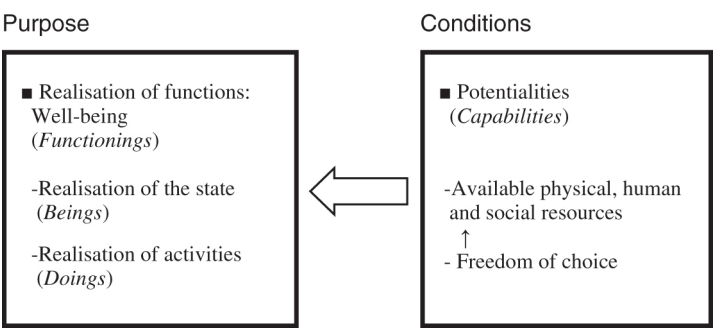 Purpose
■ Realisation of functions:
Well-being
(Functionings)
-Realisation of the state
(Beings)
-Realisation of activities
(Doings)
Conditions
■ Potentialities
(Capabilities)
-Available physical, human
and social resources
↑
- Freedom of choice